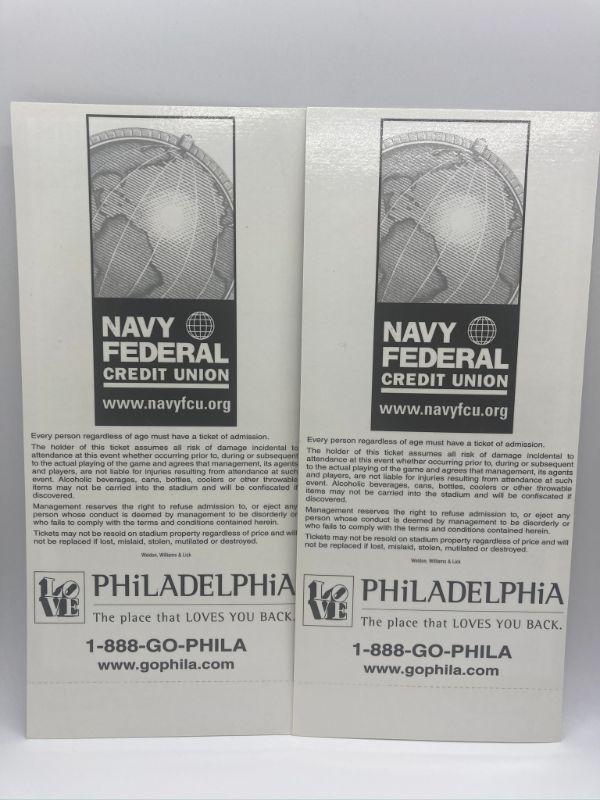 NAVY
FEDERAL
CREDIT UNION
www.navyfcu.org
Every person regardless of age must have a ticket of admission.
The holder of this ticket assumes all risk of damage incidental to
attendance at this event whether occurring prior to, during or subsequent
to the actual playing of the game and agrees that management, its agents
and players, are not liable for injuries resulting from attendance at such
event. Alcoholic beverages, cans, bottles, coolers or other throwable
items may not be carried into the stadium and will be confiscated if
discovered.
Management reserves the right to refuse admission to, or eject any
person whose conduct is deemed by management to be disorderly or
who fails to comply with the terms and conditions contained herein.
Tickets may not be resold on stadium property regardless of price and will
not be replaced if lost, mislaid, stolen, mutilated or destroyed.
Weldon, Williams & Lick
LOVE
PHiLADELPHiA
The place that LOVES YOU BACK.
1-888-GO-PHILA
www.gophila.com
NAVY
FEDERAL
CREDIT UNION
www.navyfcu.org
Every person regardless of age must have a ticket of admission.
The holder of this ticket assumes all risk of damage incidental to
attendance at this event whether occurring prior to, during or subsequent
to the actual playing of the game and agrees that management, its agents
and players, are not liable for injuries resulting from attendance at such
event. Alcoholic beverages, cans, bottles, coolers or other throwable
items may not be carried into the stadium and will be confiscated if
discovered.
Management reserves the right to refuse admission to, or eject any
person whose conduct is deemed by management to be disorderly or
who fails to comply with the terms and conditions contained herein.
Tickets may not be resold on stadium property regardless of price and will
not be replaced if lost, mislaid, stolen, mutilated or destroyed.
Weldon, Williams & Lick
LOVE
PHiLADELPHiA
The place that LOVES YOU BACK.
1-888-GO-PHILA
www.gophila.com